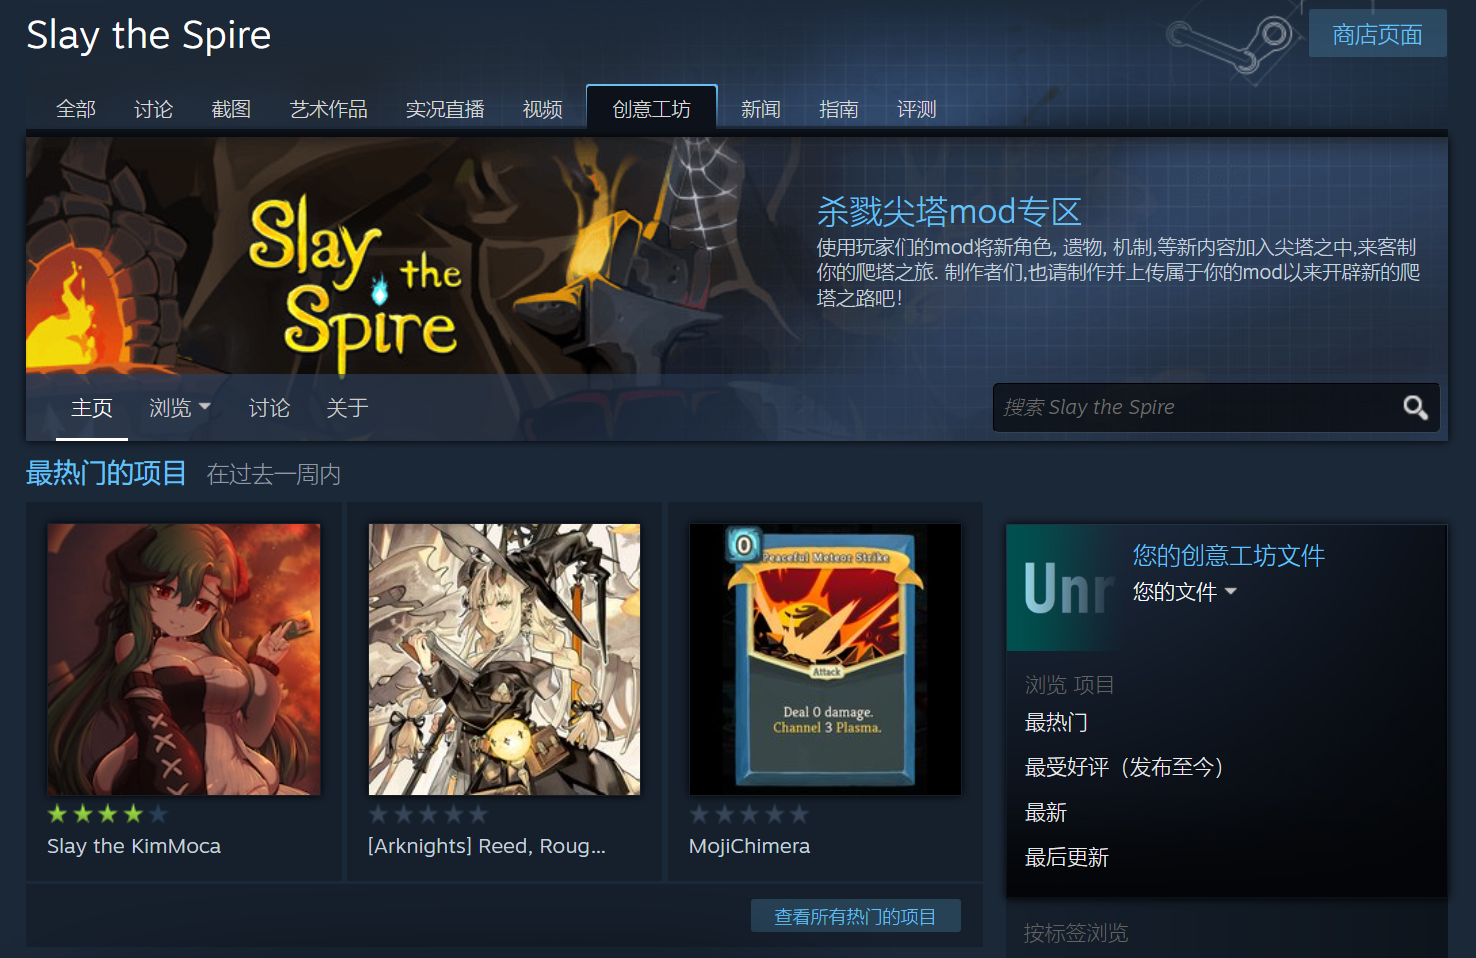 Slay the Spire
商店页面
全部 讨论 截图 艺术作品 实况直播 视频 创意工坊 新闻 指南 评测
Slay the Spire
杀戮尖塔mod专区
使用玩家们的mod将新角色, 遗物, 机制,等新内容加入尖塔之中,来客制
你的爬塔之旅. 制作者们,也请制作并上传属于你的mod以来开辟新的爬
塔之路吧!
主页 浏览 讨论 关于
搜索 Slay the Spire
最热门的项目 在过去一周内
0
Peaceful Meteor Strike
Attack
Deal 0 damage.
Channel 3 Plasma.
Slay the KimMoca
[Arknights] Reed, Roug...
MojiChimera
查看所有热门的项目
Unr
您的创意工坊文件
您的文件
浏览 项目
最热门
最受好评（发布至今）
最新
最后更新
按标签浏览